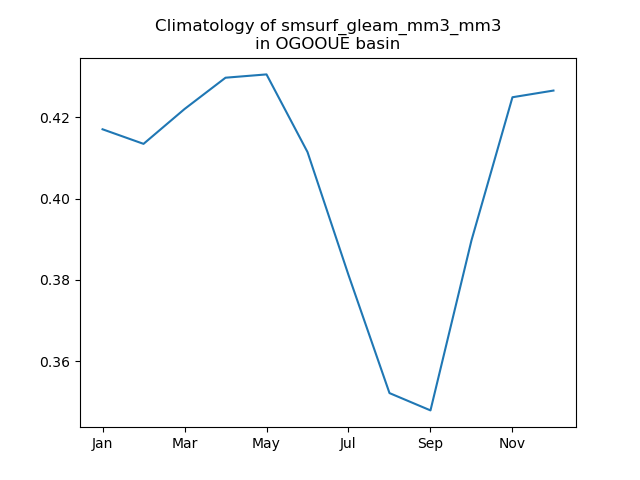 Climatology of smsurf_gleam_mm3_mm3
in OGOOUE basin
0.42
0.40
0.38
0.36
Jan Mar May Jul Sep Nov